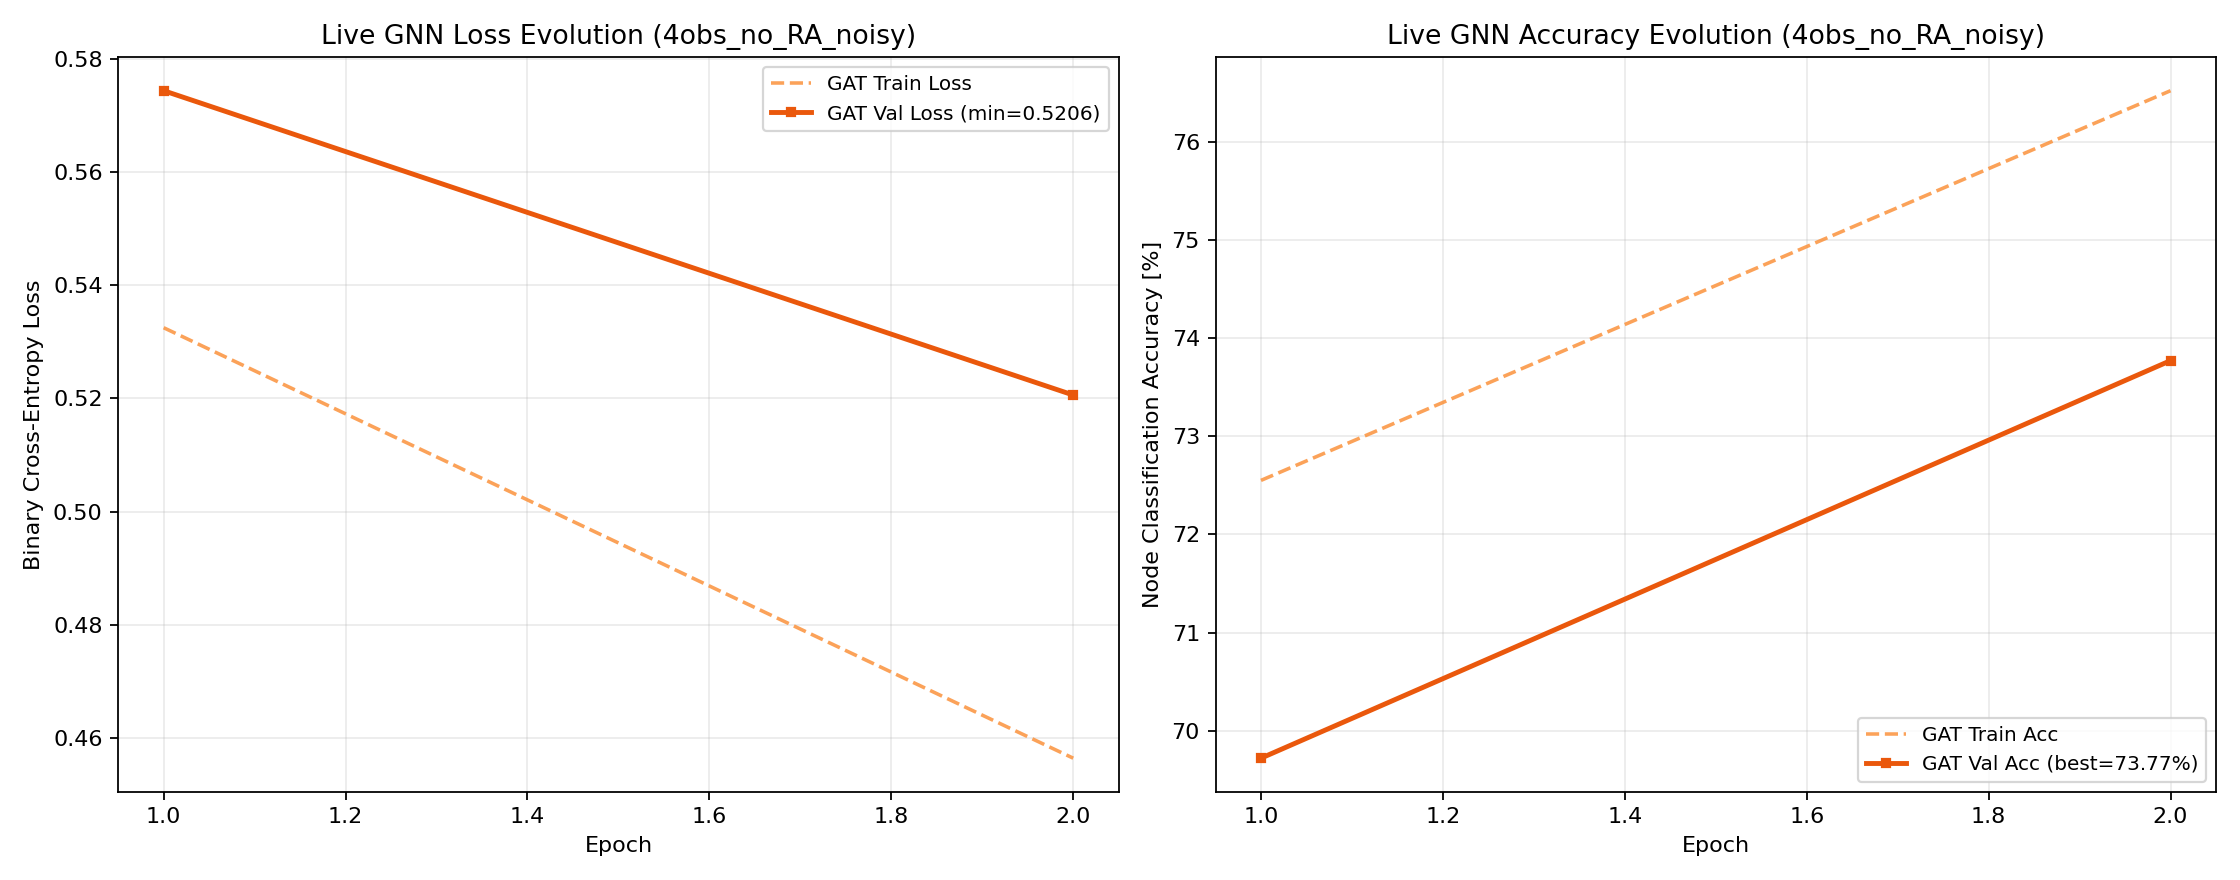 Live GNN Loss Evolution (4obs_no_RA_noisy)
GAT Train Loss
GAT Val Loss (min=0.5206)
Binary Cross-Entropy Loss
0.58
0.56
0.54
0.52
0.50
0.48
0.46
1.0 1.2 1.4 1.6 1.8 2.0
Epoch
Live GNN Accuracy Evolution (4obs_no_RA_noisy)
Node Classification Accuracy [%]
76
75
74
73
72
71
70
GAT Train Acc
GAT Val Acc (best=73.77%)
1.0 1.2 1.4 1.6 1.8 2.0
Epoch